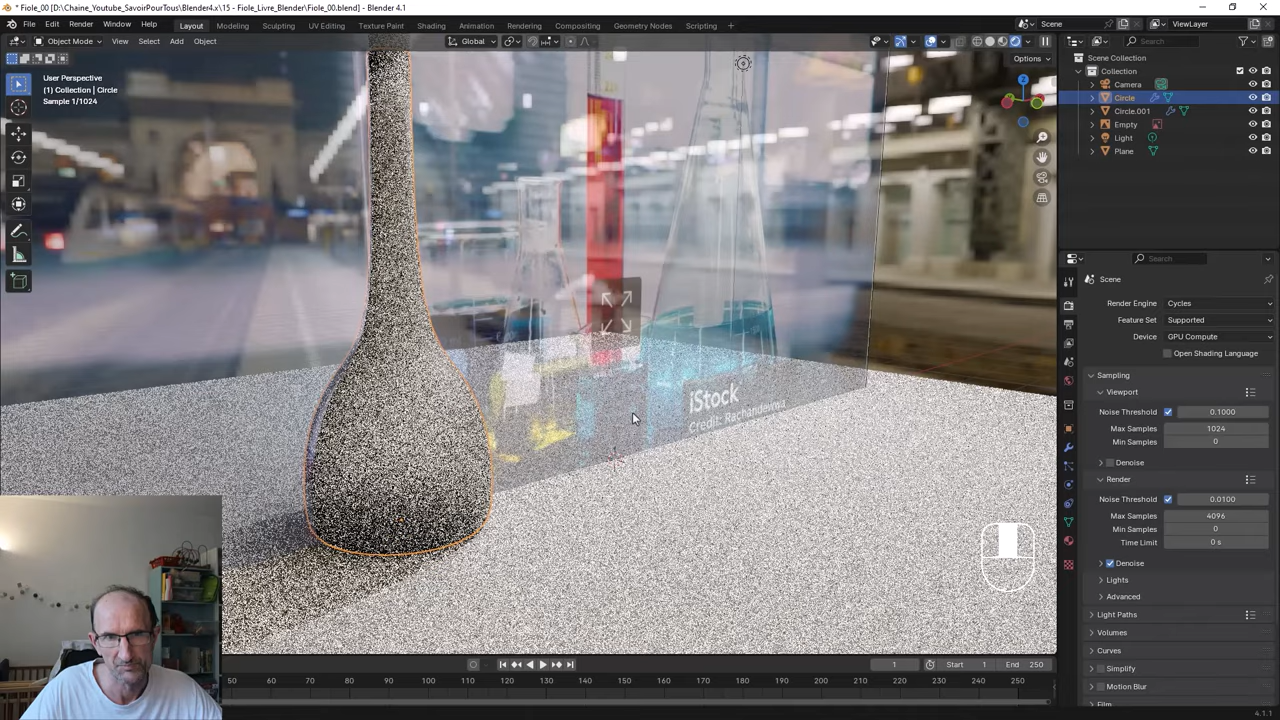 * Fiole_00 [D:\Chaine_Youtube_SavoirPourTous\Blender4.x\15 - Fiole_Livre_Blender\Fiole_00.blend] - Blender 4.1
File Edit Render Window Help Layout Modeling Sculpting UV Editing Texture Paint Shading Animation Rendering Compositing Geometry Nodes Scripting + Scene ViewLayer
Object Mode View Select Add Object Global Search
Options
User Perspective
(1) Collection | Circle
Sample 1/1024
Z
Scene Collection
Collection
Camera
Circle
Circle.001
Empty
Light
Plane
Search
Scene
Render Engine Cycles
Feature Set Supported
Device GPU Compute
Open Shading Language
Sampling
Viewport
Noise Threshold 0.1000
Max Samples 1024
Min Samples 0
Denoise
Render
Noise Threshold 0.0100
Max Samples 4096
Min Samples 0
Time Limit 0 s
Denoise
Lights
Advanced
Light Paths
Volumes
Curves
Simplify
Motion Blur
Film
iStock
Credit: Rachandevma
1 Start 1 End 250
50 60 70 80 90 100 110 120 130 140 150 160 170 180 190 200 210 220 230 240 250
4.1.1